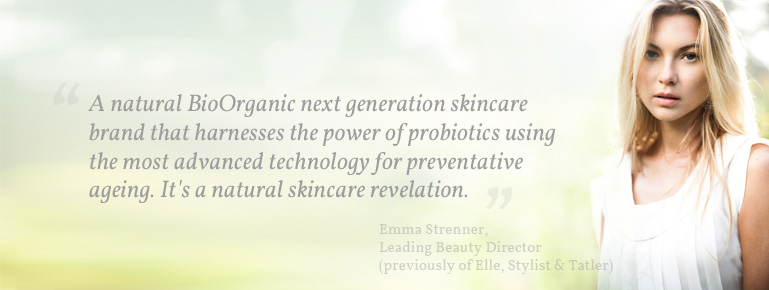 “ A natural BioOrganic next generation skincare
brand that harnesses the power of probiotics using
the most advanced technology for preventative
ageing. It's a natural skincare revelation. ”
Emma Strenner,
Leading Beauty Director
(previously of Elle, Stylist & Tatler)